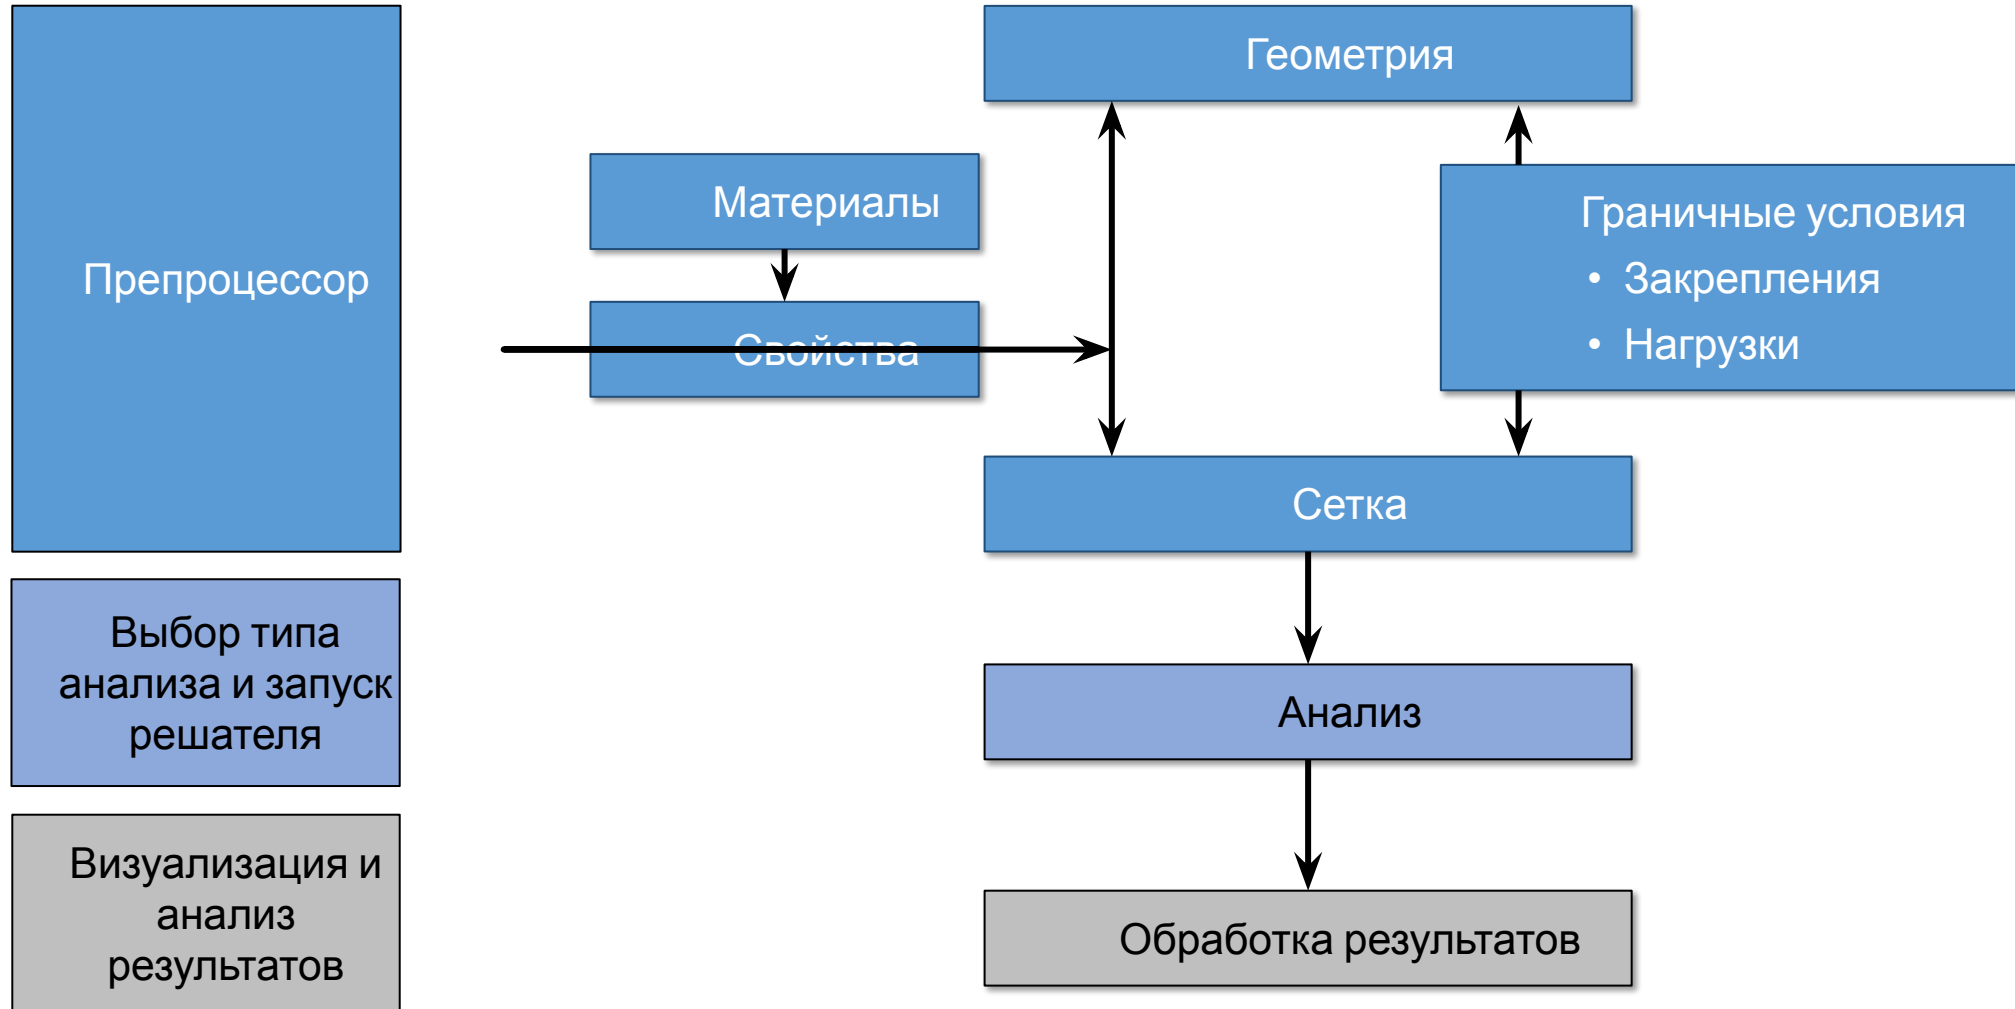 Препроцессор
Выбор типа
анализа и запуск
решателя
Визуализация и
анализ
результатов
Геометрия
Материалы
Свойства
Граничные условия
• Закрепления
• Нагрузки
Сетка
Анализ
Обработка результатов